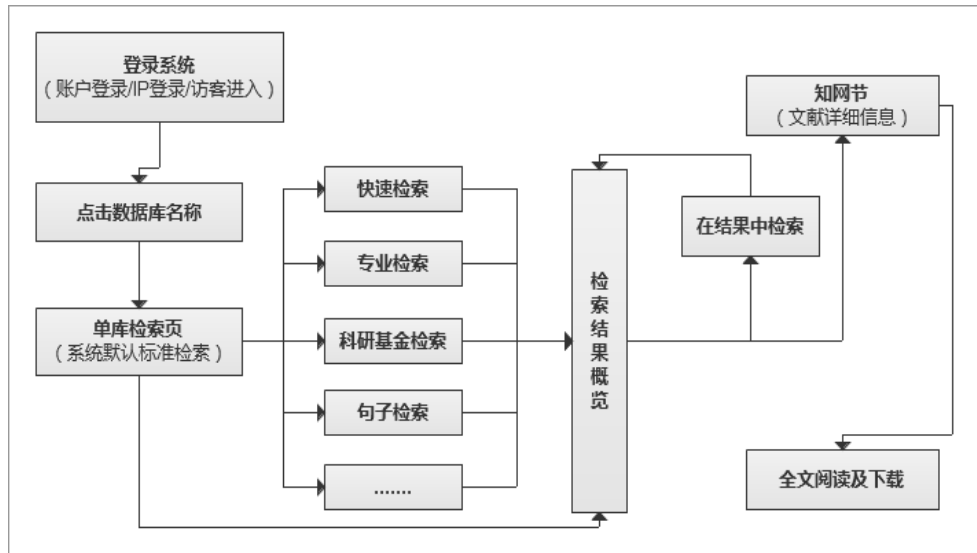 登录系统
（账户登录/IP登录/访客进入）
点击数据库名称
单库检索页
（系统默认标准检索）
快速检索
专业检索
科研基金检索
句子检索
.......
检索结果概览
在结果中检索
知网节
（文献详细信息）
全文阅读及下载